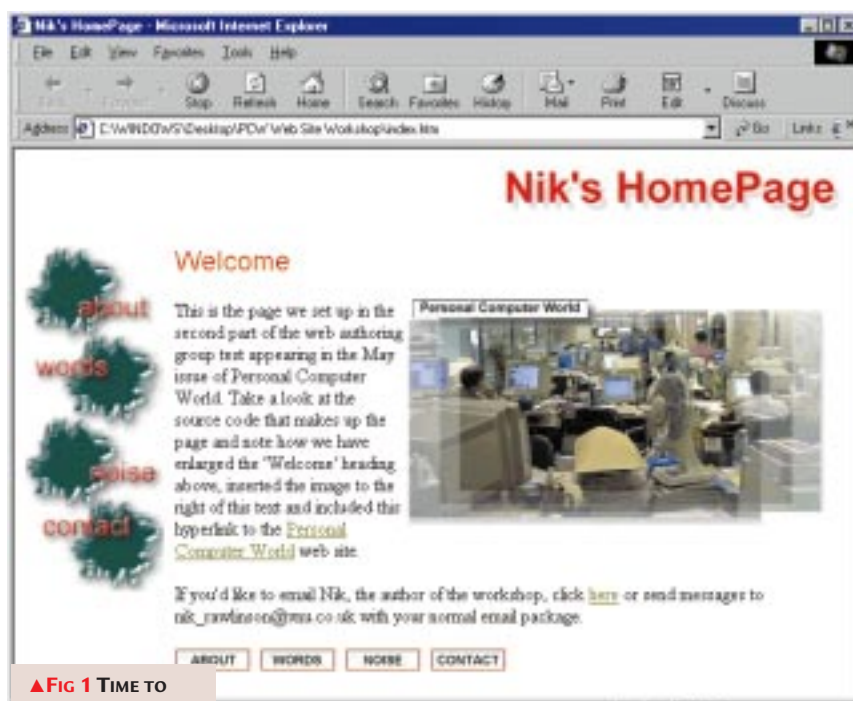 Nik's HomePage - Microsoft Internet Explorer
File Edit View Favorites Tools Help
Stop Refresh Home Search Favorites History Mail Print Edit Discuss
Address C:\WINDOWS\Desktop\PCW Web Site Workshop\index.htm Go Links
Nik's HomePage
about
words
noise
contact
Welcome
This is the page we set up in the
second part of the web authoring
group test appearing in the May
issue of Personal Computer
World. Take a look at the
source code that makes up the
page and note how we have
enlarged the 'Welcome' heading
above, inserted the image to the
right of this text and included this
hyperlink to the Personal
Computer World web site.
Personal Computer World
If you'd like to email Nik, the author of the workshop, click here or send messages to
nik_rawlinson@vnu.co.uk with your normal email package.
ABOUT WORDS NOISE CONTACT
▲FIG 1 TIME TO